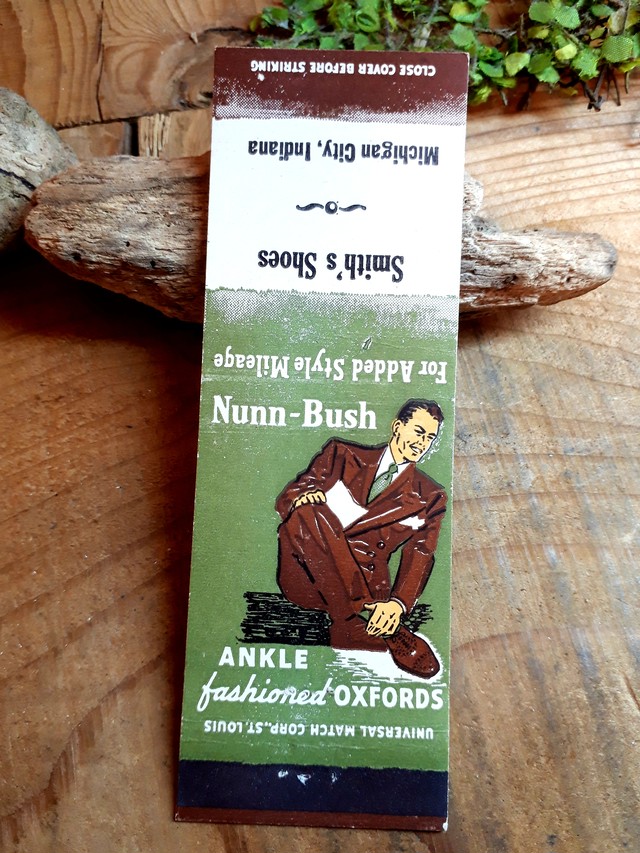 CLOSE COVER BEFORE STRIKING
Michigan City, Indiana
Smith's Shoes
For Added Style Mileage
Nunn-Bush
ANKLE
fashioned OXFORDS
UNIVERSAL MATCH CORP., ST. LOUIS